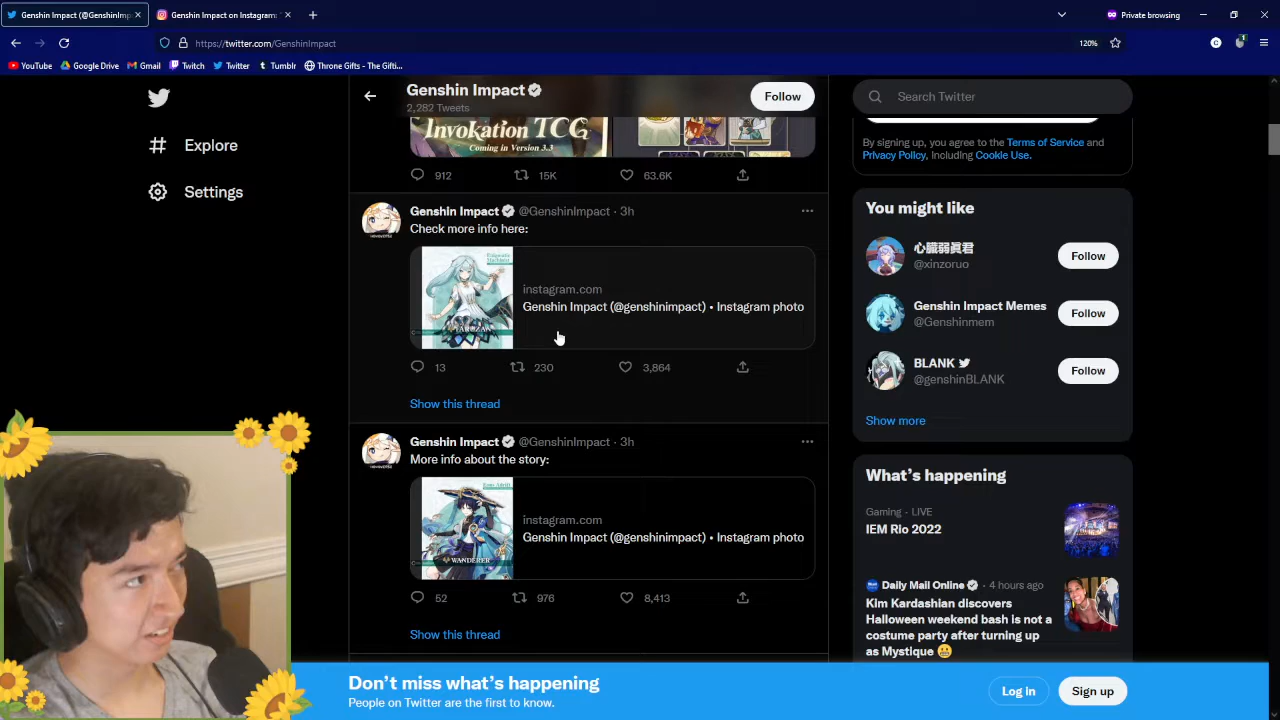 Genshin Impact (@GenshinImp
Genshin Impact on Instagram:
Private browsing
https://twitter.com/GenshinImpact
120%
YouTube
Google Drive
Gmail
Twitch
Twitter
Tumblr
Throne Gifts - The Gifti...
Explore
Settings
Genshin Impact
2,282 Tweets
Follow
Invokation TCG
Coming in Version 3.3
912 15K 63.6K
Genshin Impact @GenshinImpact · 3h
Check more info here:
instagram.com
Genshin Impact (@genshinimpact) • Instagram photo
13 230 3,864
Show this thread
Genshin Impact @GenshinImpact · 3h
More info about the story:
WANDERER
instagram.com
Genshin Impact (@genshinimpact) • Instagram photo
52 976 8,413
Show this thread
Search Twitter
By signing up, you agree to the Terms of Service and
Privacy Policy, including Cookie Use.
You might like
心臓弱眞君
@xinzoruo
Follow
Genshin Impact Memes
@Genshinmem
Follow
BLANK
@genshinBLANK
Follow
Show more
What's happening
Gaming · LIVE
IEM Rio 2022
Daily Mail Online · 4 hours ago
Kim Kardashian discovers
Halloween weekend bash is not a
costume party after turning up
as Mystique
Don't miss what's happening
People on Twitter are the first to know.
Log in
Sign up